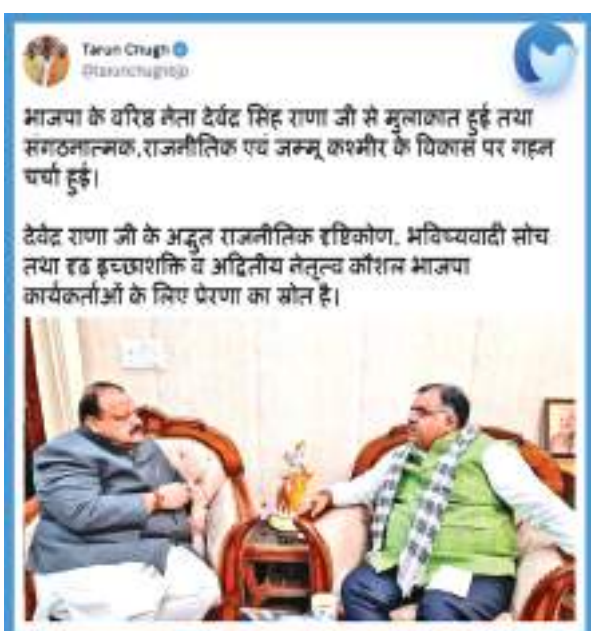 Tarun Chugh
@tarunchughbjp
भाजपा के वरिष्ठ नेता देवेंद्र सिंह राणा जी से मुलाकात हुई तथा
संगठनात्मक,राजनीतिक एवं जम्मू कश्मीर के विकास पर गहन
चर्चा हुई।
देवेंद्र राणा जी के अद्भुत राजनीतिक दृष्टिकोण, भविष्यवादी सोच
तथा दृढ इच्छाशक्ति व अद्वितीय नेतृत्व कौशल भाजपा
कार्यकर्ताओं के लिए प्रेरणा का स्रोत है।